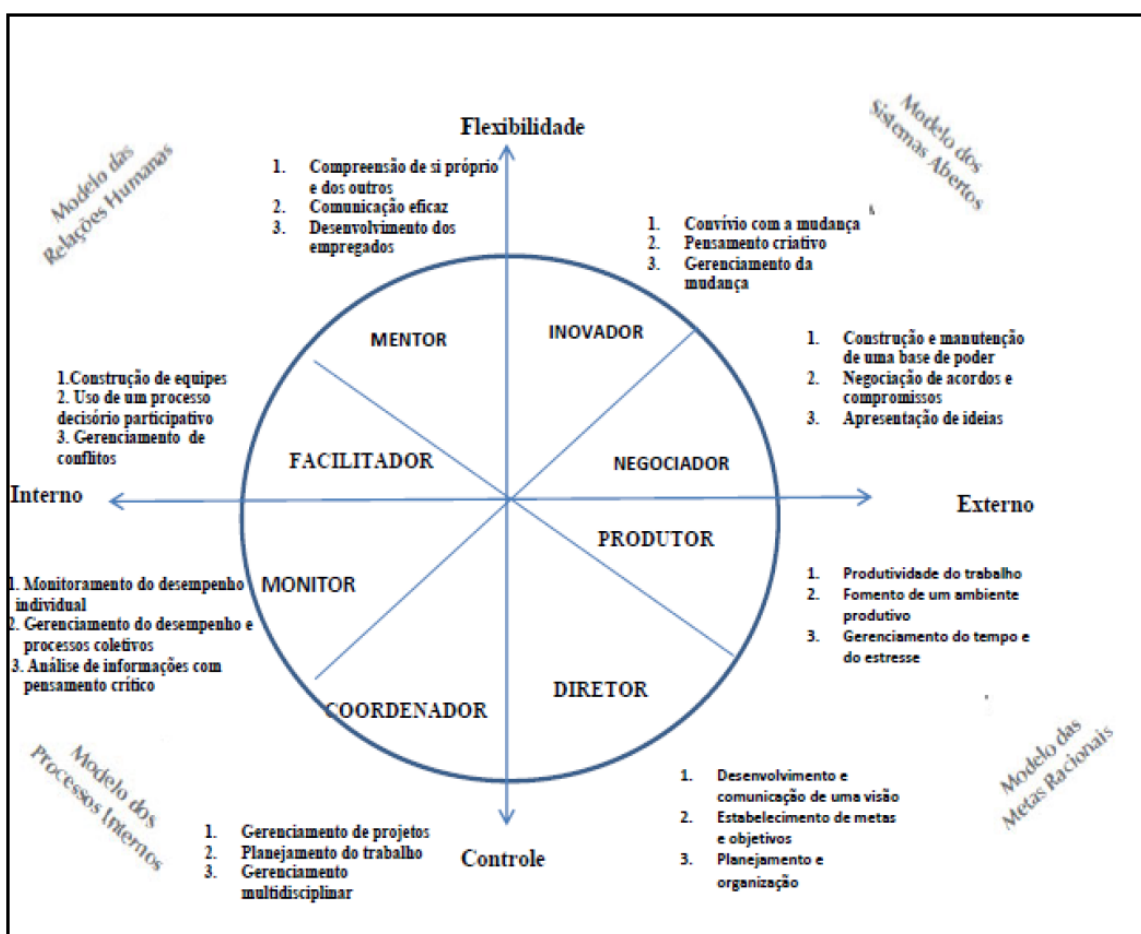 Modelo das
Relações Humanas
Flexibilidade
Modelo dos
Sistemas Abertos
1. Compreensão de si próprio
e dos outros
2. Comunicação eficaz
3. Desenvolvimento dos
empregados
1. Convívio com a mudança
2. Pensamento criativo
3. Gerenciamento da
mudança
MENTOR
INOVADOR
1. Construção e manutenção
de uma base de poder
2. Negociação de acordos e
compromissos
3. Apresentação de ideias
1.Construção de equipes
2. Uso de um processo
decisório participativo
3. Gerenciamento de
conflitos
FACILITADOR
NEGOCIADOR
Interno
Externo
PRODUTOR
MONITOR
1. Monitoramento do desempenho
individual
2. Gerenciamento do desempenho e
processos coletivos
3. Análise de informações com
pensamento crítico
1. Produtividade do trabalho
2. Fomento de um ambiente
produtivo
3. Gerenciamento do tempo e
do estresse
COORDENADOR
DIRETOR
Modelo dos
Processos Internos
Modelo das
Metas Racionais
1. Gerenciamento de projetos
2. Planejamento do trabalho
3. Gerenciamento
multidisciplinar
Controle
1. Desenvolvimento e
comunicação de uma visão
2. Estabelecimento de metas
e objetivos
3. Planejamento e
organização